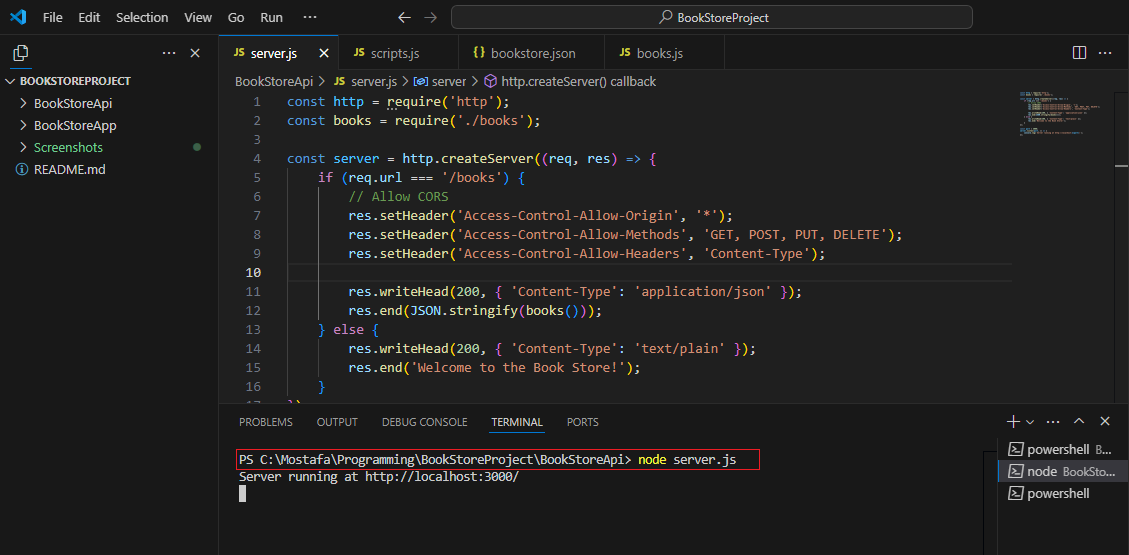 File Edit Selection View Go Run ··· ← → BookStoreProject
server.js × JS scripts.js {} bookstore.json JS books.js
BOOKSTOREPROJECT
BookStoreApi
BookStoreApp
Screenshots
README.md
BookStoreApi > JS server.js > server > http.createServer() callback
1 const http = require('http');
2 const books = require('./books');
3
4 const server = http.createServer((req, res) => {
5 if (req.url === '/books') {
6 // Allow CORS
7 res.setHeader('Access-Control-Allow-Origin', '*');
8 res.setHeader('Access-Control-Allow-Methods', 'GET, POST, PUT, DELETE');
9 res.setHeader('Access-Control-Allow-Headers', 'Content-Type');
10
11 res.writeHead(200, { 'Content-Type': 'application/json' });
12 res.end(JSON.stringify(books()));
13 } else {
14 res.writeHead(200, { 'Content-Type': 'text/plain' });
15 res.end('Welcome to the Book Store!');
16 }
PROBLEMS OUTPUT DEBUG CONSOLE TERMINAL PORTS
PS C:\Mostafa\Programming\BookStoreProject\BookStoreApi> node server.js
Server running at http://localhost:3000/
powershell B...
node BookSto...
powershell